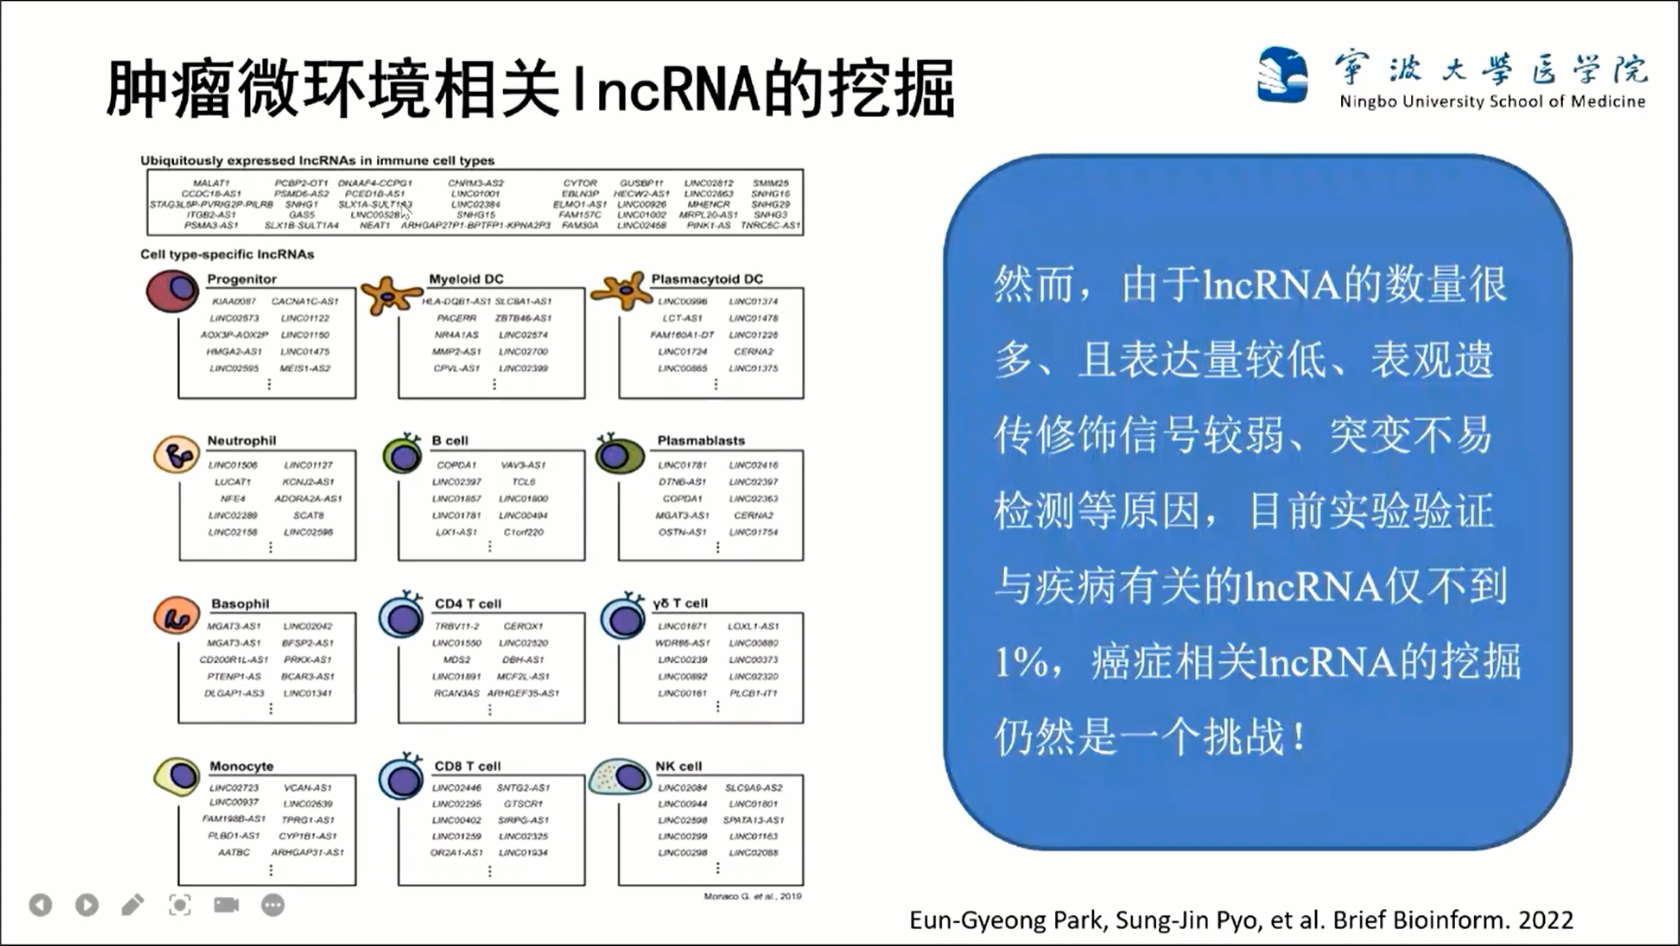 肿瘤微环境相关lncRNA的挖掘
寧波大學医学院
Ningbo University School of Medicine
Ubiquitously expressed lncRNAs in immune cell types
MALAT1 PCBP2-OT1 DNAAF4-CCPG1 CHRM3-AS2 CYTOR GUSBP11 LINC02812 SMIM25
CCDC18-AS1 PSMD6-AS2 PCED1B-AS1 LINC01001 EBLN3P HECW2-AS1 LINC02863 SNHG16
STAG3L5P-PVRIG2P-PILRB SNHG1 SLX1A-SULT1A3 LINC02384 ELMO1-AS1 LINC00926 MHENCR SNHG29
ITGB2-AS1 GAS5 LINC00528 SNHG15 FAM157C LINC01002 MRPL20-AS1 SNHG3
PSMA3-AS1 SLX1B-SULT1A4 NEAT1 ARHGAP27P1-BPTFP1-KPNA2P3 FAM30A LINC02458 PINK1-AS TNRC6C-AS1
Cell type-specific lncRNAs
Progenitor
KIAA0087 CACNA1C-AS1
LINC02573 LINC01122
AOX3P-AOX2P LINC01150
HMGA2-AS1 LINC01475
LINC02595 MEIS1-AS2
Myeloid DC
HLA-DQB1-AS1 SLC8A1-AS1
PACERR ZBTB46-AS1
NR4A1AS LINC02574
MMP2-AS1 LINC02700
CPVL-AS1 LINC02399
Plasmacytoid DC
LINC00996 LINC01374
LCT-AS1 LINC01478
FAM160A1-DT LINC01226
LINC01724 CERNA2
LINC00865 LINC01375
Neutrophil
LINC01506 LINC01127
LUCAT1 KCNJ2-AS1
NFE4 ADORA2A-AS1
LINC02289 SCAT8
LINC02158 LINC02596
B cell
COPDA1 VAV3-AS1
LINC02397 TCL6
LINC01857 LINC01800
LINC01781 LINC00494
LIX1-AS1 C1orf220
Plasmablasts
LINC01781 LINC02416
DTNB-AS1 LINC02397
COPDA1 LINC02363
MGAT3-AS1 CERNA2
OSTN-AS1 LINC01754
Basophil
MGAT3-AS1 LINC02042
MGAT3-AS1 BFSP2-AS1
CD200R1L-AS1 PRKX-AS1
PTENP1-AS BCAR3-AS1
DLGAP1-AS3 LINC01341
CD4 T cell
TRBV11-2 CEROX1
LINC01550 LINC02520
MDS2 DBH-AS1
LINC01891 MCF2L-AS1
RCAN3AS ARHGEF35-AS1
γδ T cell
LINC01871 LOXL1-AS1
WDR86-AS1 LINC00880
LINC00239 LINC00373
LINC00892 LINC02320
LINC00161 PLCB1-IT1
Monocyte
LINC02723 VCAN-AS1
LINC00937 LINC02639
FAM198B-AS1 TPRG1-AS1
PLBD1-AS1 CYP1B1-AS1
AATBC ARHGAP31-AS1
CD8 T cell
LINC02446 SNTG2-AS1
LINC02295 GTSCR1
LINC00402 SIRPG-AS1
LINC01259 LINC02325
OR2A1-AS1 LINC01934
NK cell
LINC02084 SLC9A9-AS2
LINC00944 LINC01801
LINC02598 SPATA13-AS1
LINC00299 LINC01163
LINC00298 LINC02088
Monaco G. et al., 2019
然而，由于lncRNA的数量很
多、且表达量较低、表观遗
传修饰信号较弱、突变不易
检测等原因，目前实验验证
与疾病有关的lncRNA仅不到
1%，癌症相关lncRNA的挖掘
仍然是一个挑战！
Eun-Gyeong Park, Sung-Jin Pyo, et al. Brief Bioinform. 2022